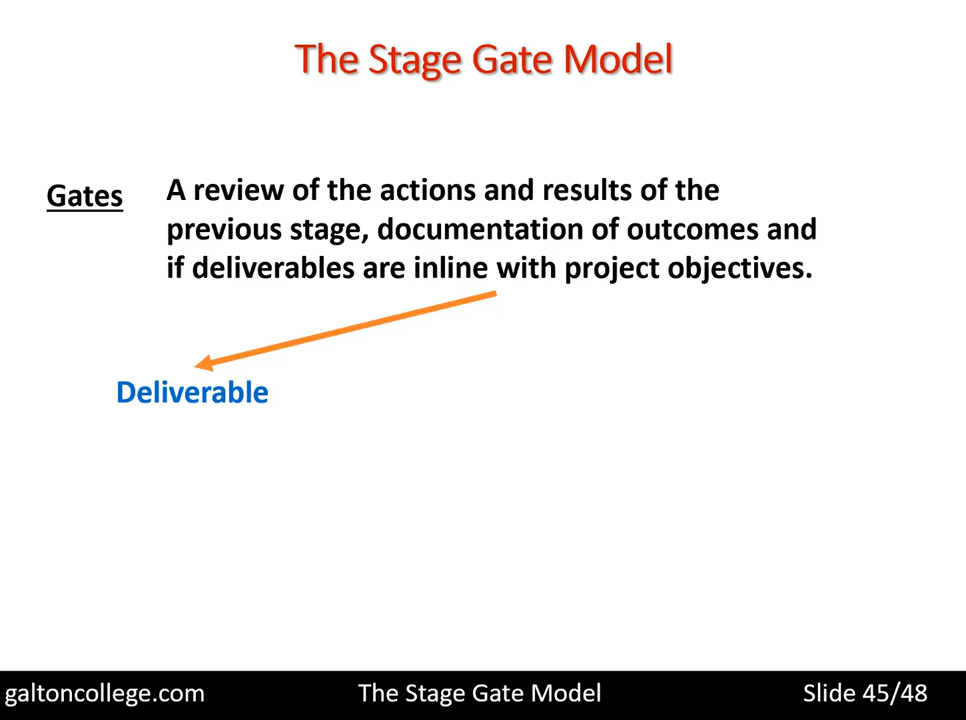 The Stage Gate Model
Gates
A review of the actions and results of the
previous stage, documentation of outcomes and
if deliverables are inline with project objectives.
Deliverable
galtoncollege.com
The Stage Gate Model
Slide 45/48